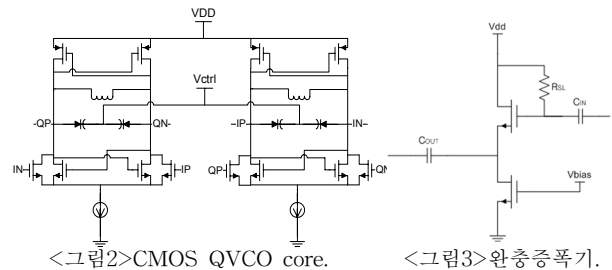 VDD
Vctrl
-QP
QN-
-IP
IN-
IN
IP
QP
QN
<그림2>CMOS QVCO core.
Vdd
RSL
CIN
COUT
Vbias
<그림3>완충증폭기.